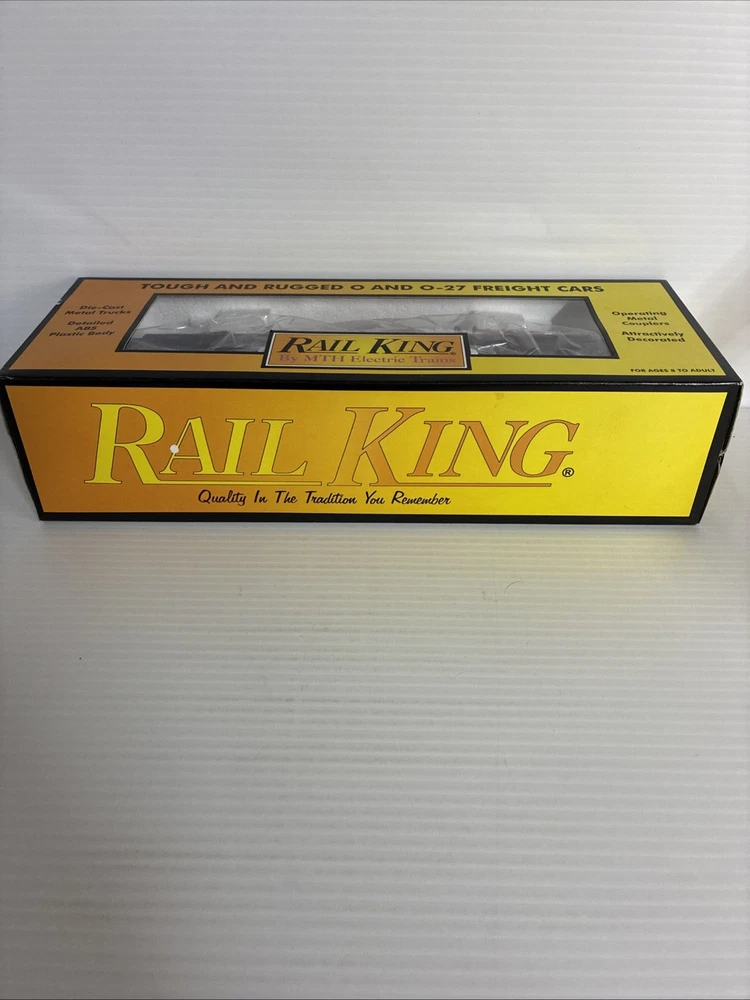 TOUGH AND RUGGED O AND O-27 FREIGHT CARS
Die-Cast
Metal Trucks
Detailed
ABS
Plastic Body
RAIL KING
By MTH Electric Trains
Operating
Metal
Couplers
Attractively
Decorated
FOR AGES 8 TO ADULT
RAIL KING®
Quality In The Tradition You Remember